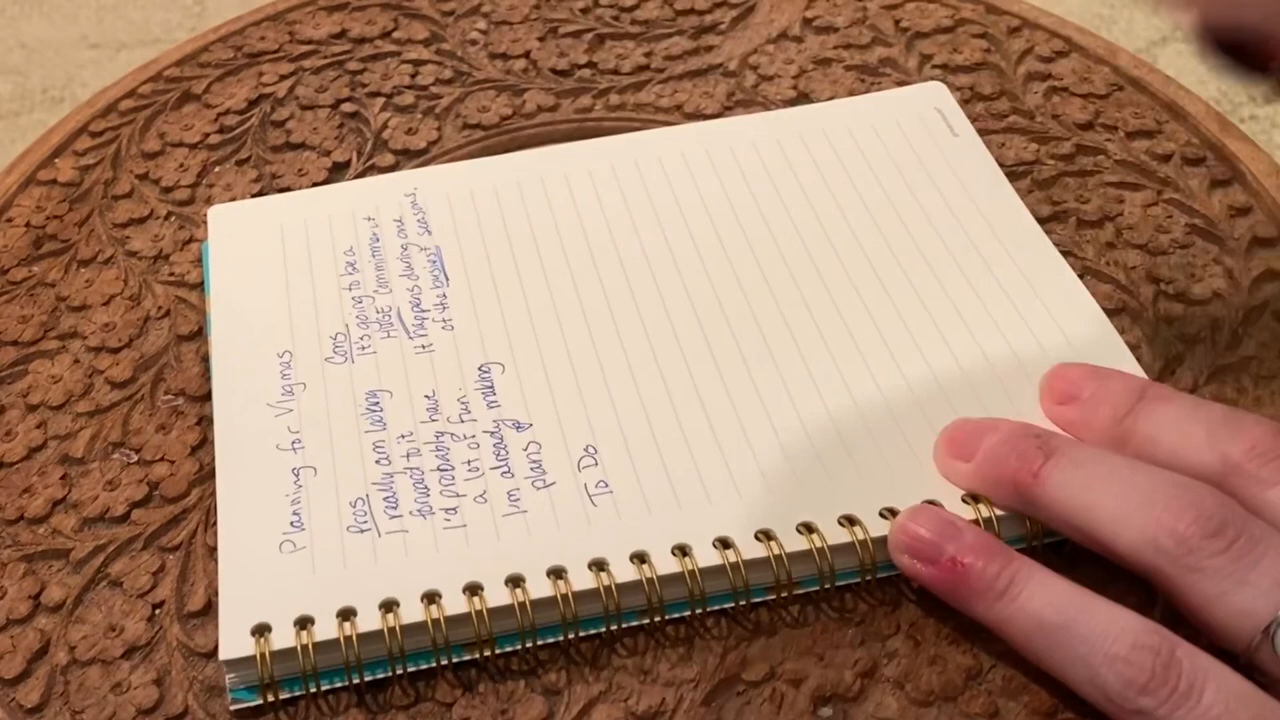 Planning for Vlogmas
Pros
I really am looking
forward to it
I'd probably have
a lot of fun.
I'm already making
plans
Cons
It's going to be a
HUGE Commitment
It happens during one
of the busiest seasons.
To Do